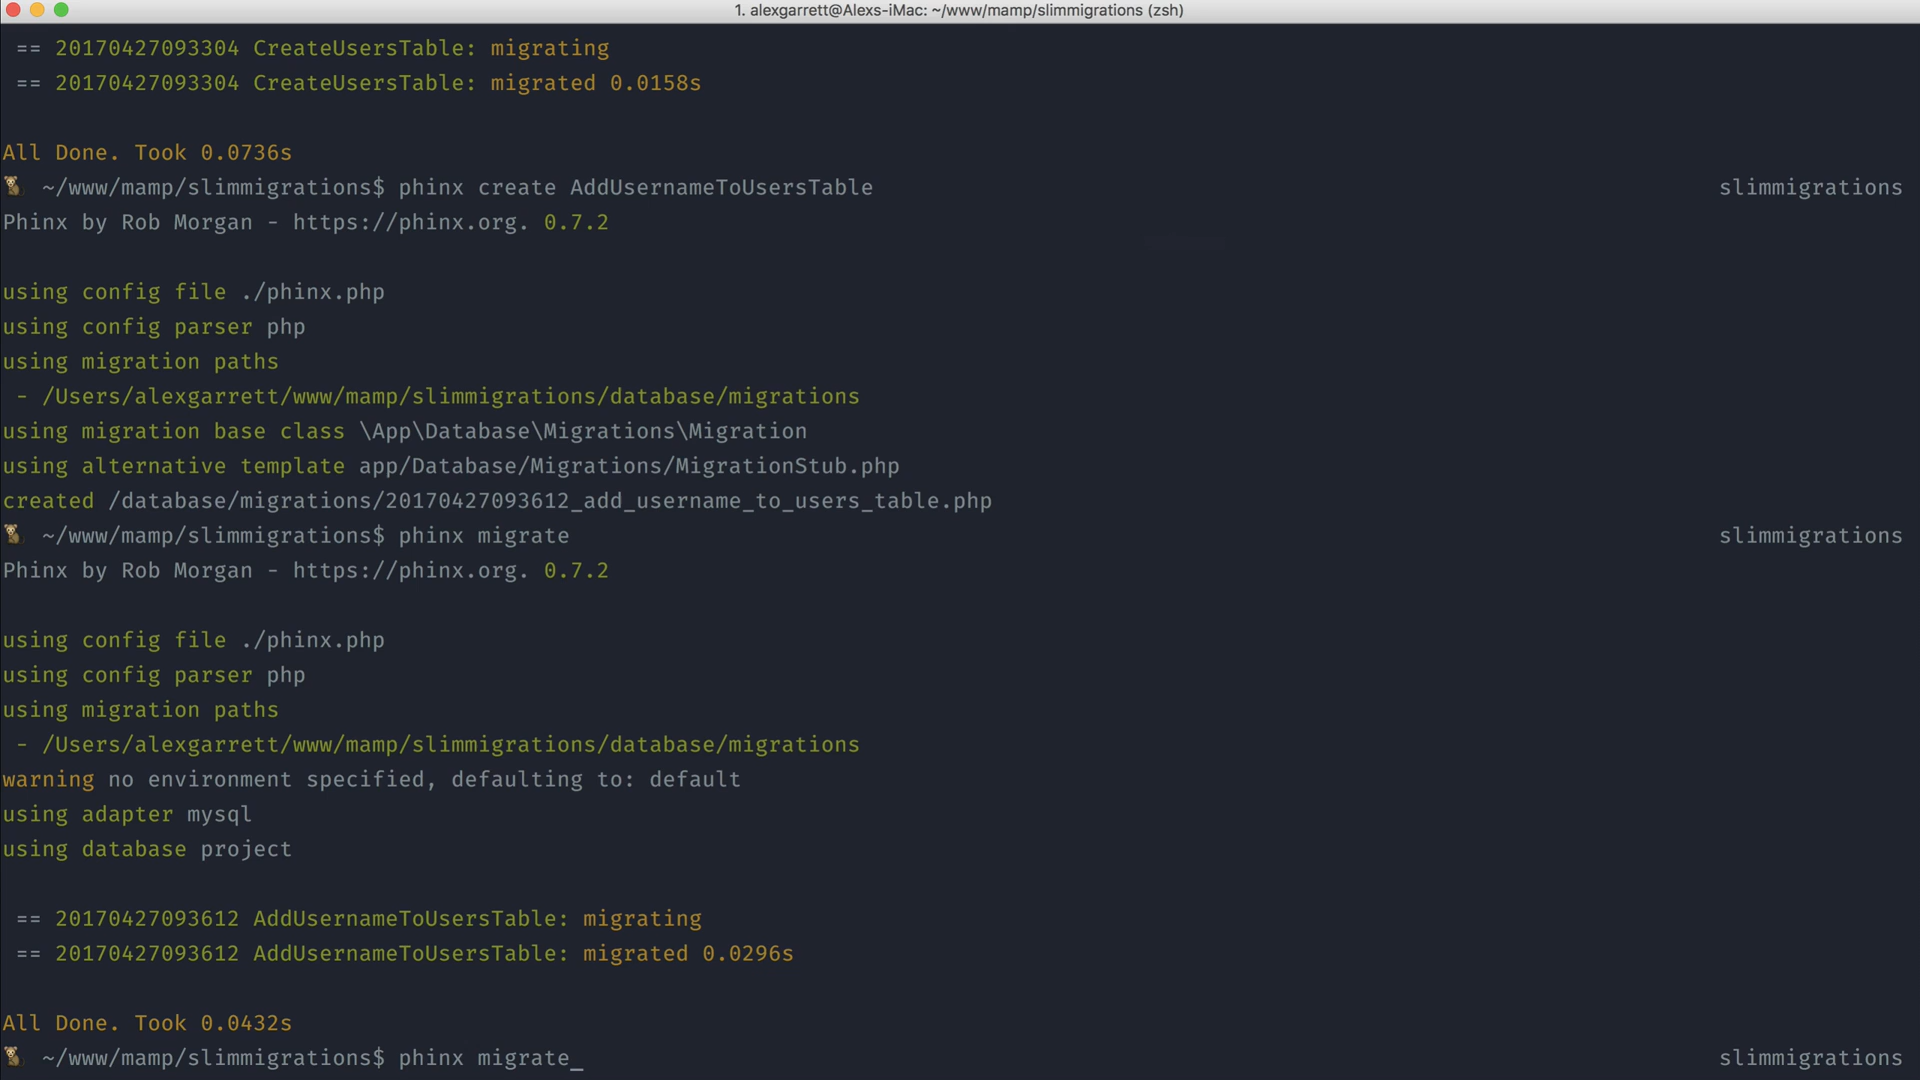 1. alexgarrett@Alexs-iMac: ~/www/mamp/slimmigrations (zsh)
== 20170427093304 CreateUsersTable: migrating
== 20170427093304 CreateUsersTable: migrated 0.0158s
All Done. Took 0.0736s
~/www/mamp/slimmigrations$ phinx create AddUsernameToUsersTable slimmigrations
Phinx by Rob Morgan - https://phinx.org. 0.7.2
using config file ./phinx.php
using config parser php
using migration paths
- /Users/alexgarrett/www/mamp/slimmigrations/database/migrations
using migration base class \App\Database\Migrations\Migration
using alternative template app/Database/Migrations/MigrationStub.php
created /database/migrations/20170427093612_add_username_to_users_table.php
~/www/mamp/slimmigrations$ phinx migrate slimmigrations
Phinx by Rob Morgan - https://phinx.org. 0.7.2
using config file ./phinx.php
using config parser php
using migration paths
- /Users/alexgarrett/www/mamp/slimmigrations/database/migrations
warning no environment specified, defaulting to: default
using adapter mysql
using database project
== 20170427093612 AddUsernameToUsersTable: migrating
== 20170427093612 AddUsernameToUsersTable: migrated 0.0296s
All Done. Took 0.0432s
~/www/mamp/slimmigrations$ phinx migrate_ slimmigrations